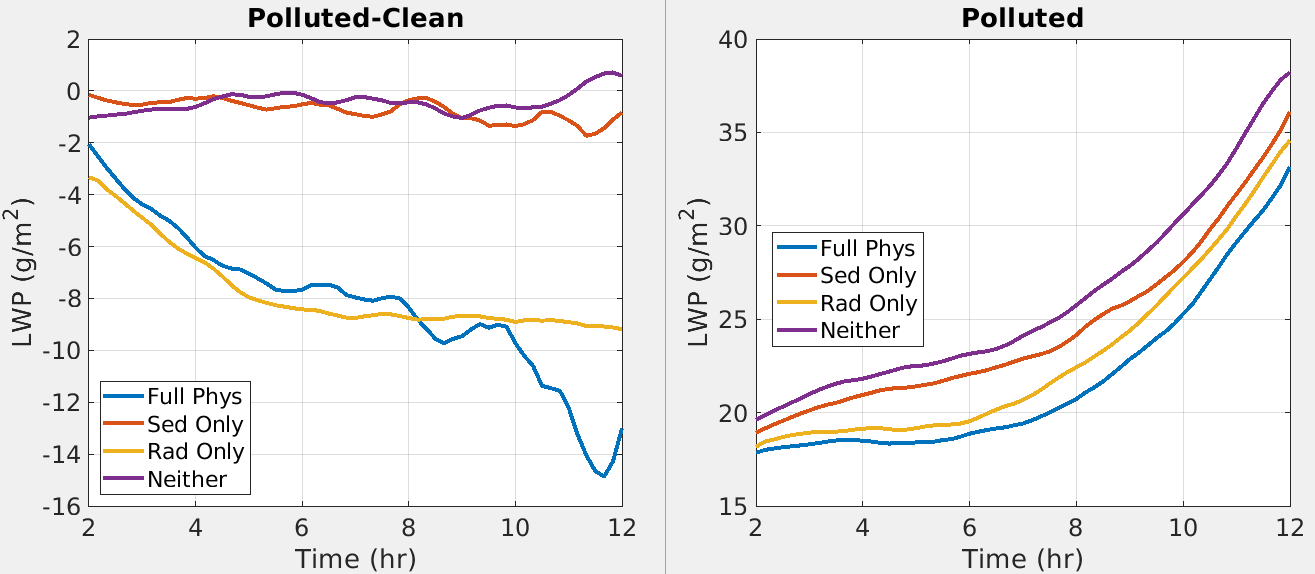 Polluted-Clean
2
0
-2
-4
-6
-8
-10
-12
-14
-16
LWP (g/m²)
Full Phys
Sed Only
Rad Only
Neither
2 4 6 8 10 12
Time (hr)
Polluted
40
35
30
25
20
15
LWP (g/m²)
Full Phys
Sed Only
Rad Only
Neither
2 4 6 8 10 12
Time (hr)